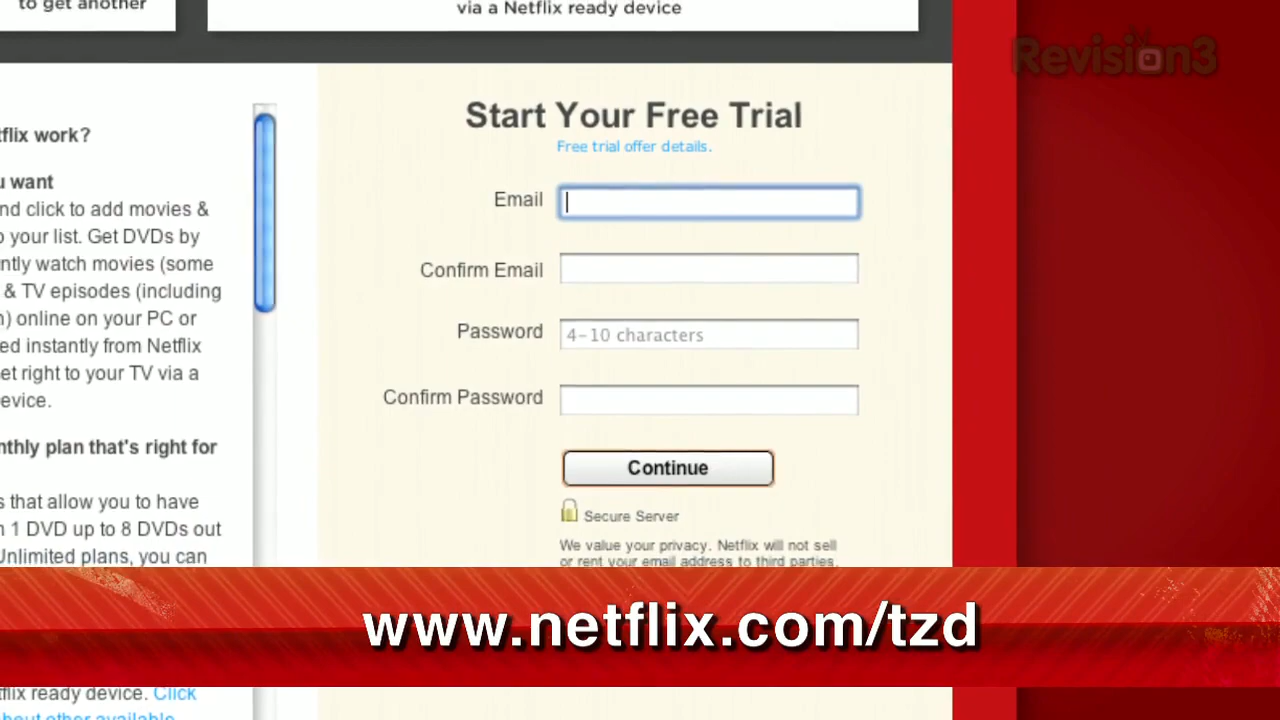 to get another
via a Netflix ready device
Revision3
tflix work?
u want
nd click to add movies &
o your list. Get DVDs by
ntly watch movies (some
& TV episodes (including
n) online on your PC or
ed instantly from Netflix
et right to your TV via a
evice.
nthly plan that's right for
s that allow you to have
n 1 DVD up to 8 DVDs out
Unlimited plans, you can
flix ready device. Click
about other available
Start Your Free Trial
Free trial offer details.
Email
Confirm Email
Password
4-10 characters
Confirm Password
Continue
Secure Server
We value your privacy. Netflix will not sell
or rent your email address to third parties.
www.netflix.com/tzd